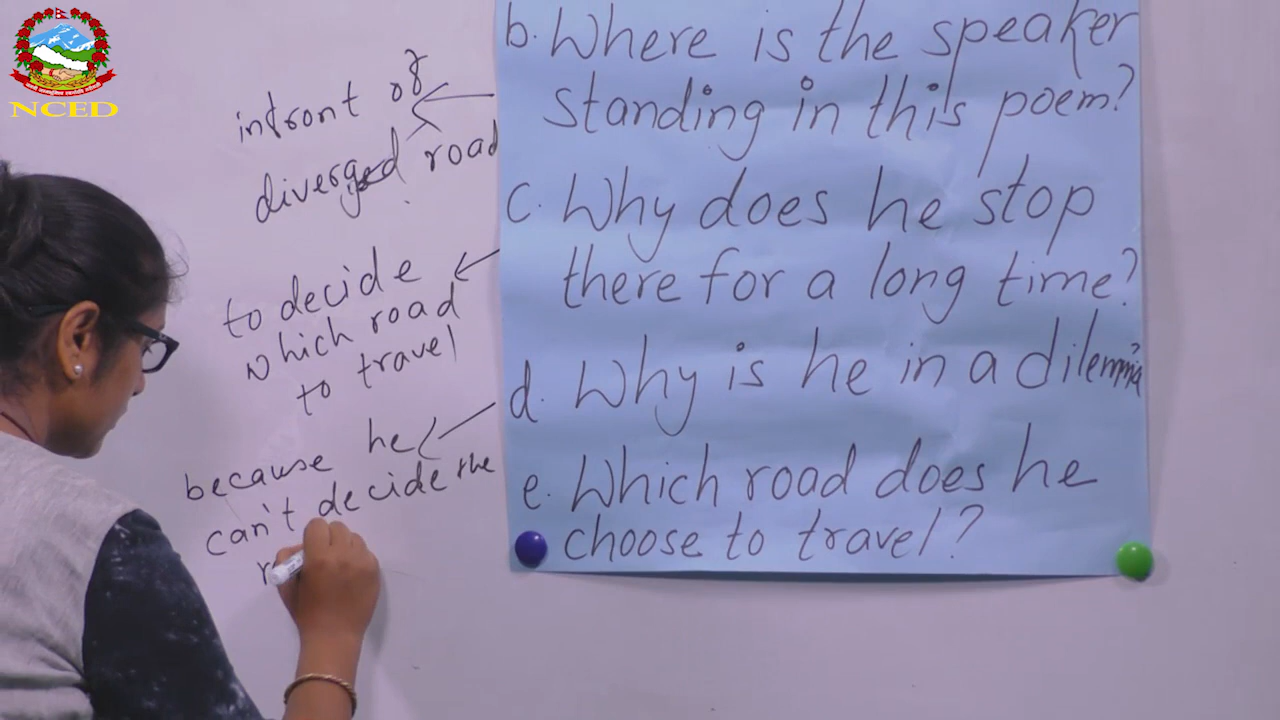 NCED
b. Where is the speaker
standing in this poem?
c. Why does he stop
there for a long time?
d. Why is he in a dilemma?
e. Which road does he
choose to travel?
infront of
diverged road
to decide
which road
to travel
because he
can't decide the
r